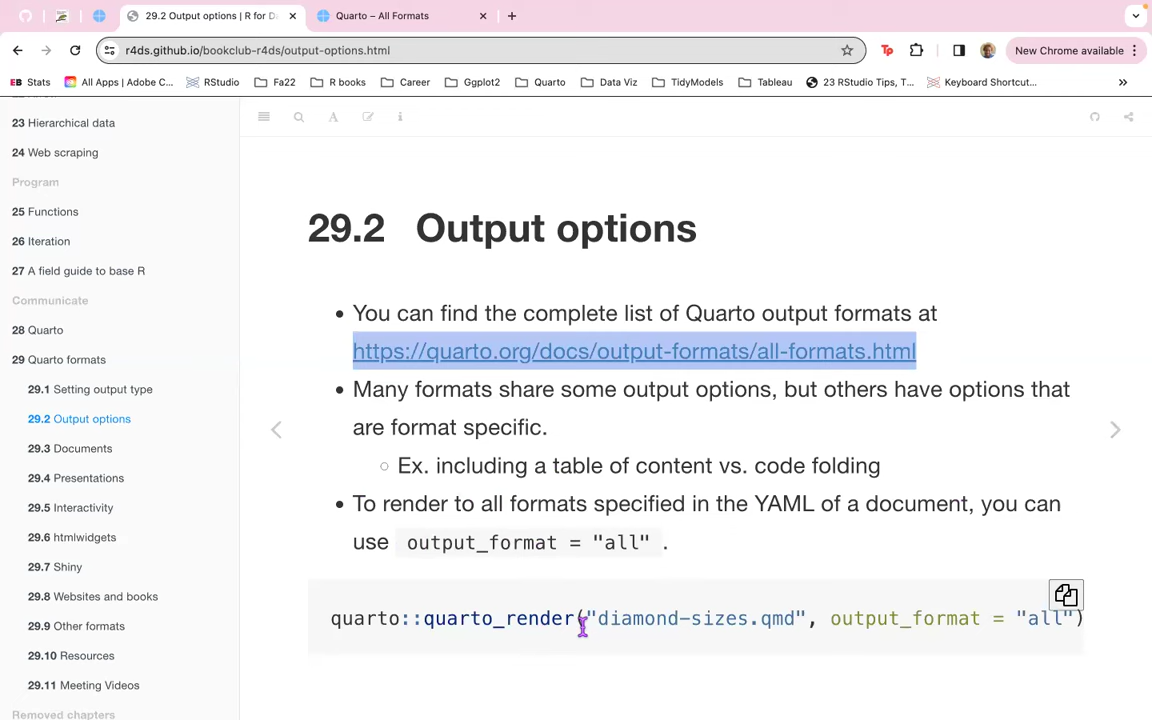 29.2 Output options | R for Da
Quarto – All Formats
r4ds.github.io/bookclub-r4ds/output-options.html
New Chrome available
EB Stats
All Apps | Adobe C...
RStudio
Fa22
R books
Career
Ggplot2
Quarto
Data Viz
TidyModels
Tableau
23 RStudio Tips, T...
Keyboard Shortcut...
»
23 Hierarchical data
24 Web scraping
Program
25 Functions
26 Iteration
27 A field guide to base R
Communicate
28 Quarto
29 Quarto formats
29.1 Setting output type
29.2 Output options
29.3 Documents
29.4 Presentations
29.5 Interactivity
29.6 htmlwidgets
29.7 Shiny
29.8 Websites and books
29.9 Other formats
29.10 Resources
29.11 Meeting Videos
Removed chapters
29.2 Output options
• You can find the complete list of Quarto output formats at
https://quarto.org/docs/output-formats/all-formats.html
• Many formats share some output options, but others have options that
are format specific.
○ Ex. including a table of content vs. code folding
• To render to all formats specified in the YAML of a document, you can
use output_format = "all" .
quarto::quarto_render("diamond-sizes.qmd", output_format = "all")